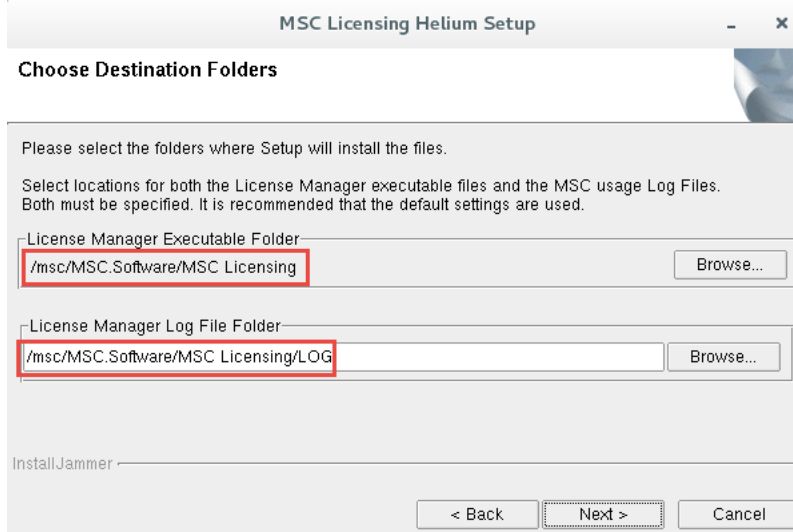 MSC Licensing Helium Setup
Choose Destination Folders
Please select the folders where Setup will install the files.
Select locations for both the License Manager executable files and the MSC usage Log Files.
Both must be specified. It is recommended that the default settings are used.
License Manager Executable Folder
/msc/MSC.Software/MSC Licensing
Browse...
License Manager Log File Folder
/msc/MSC.Software/MSC Licensing/LOG
Browse...
InstallJammer
< Back
Next >
Cancel